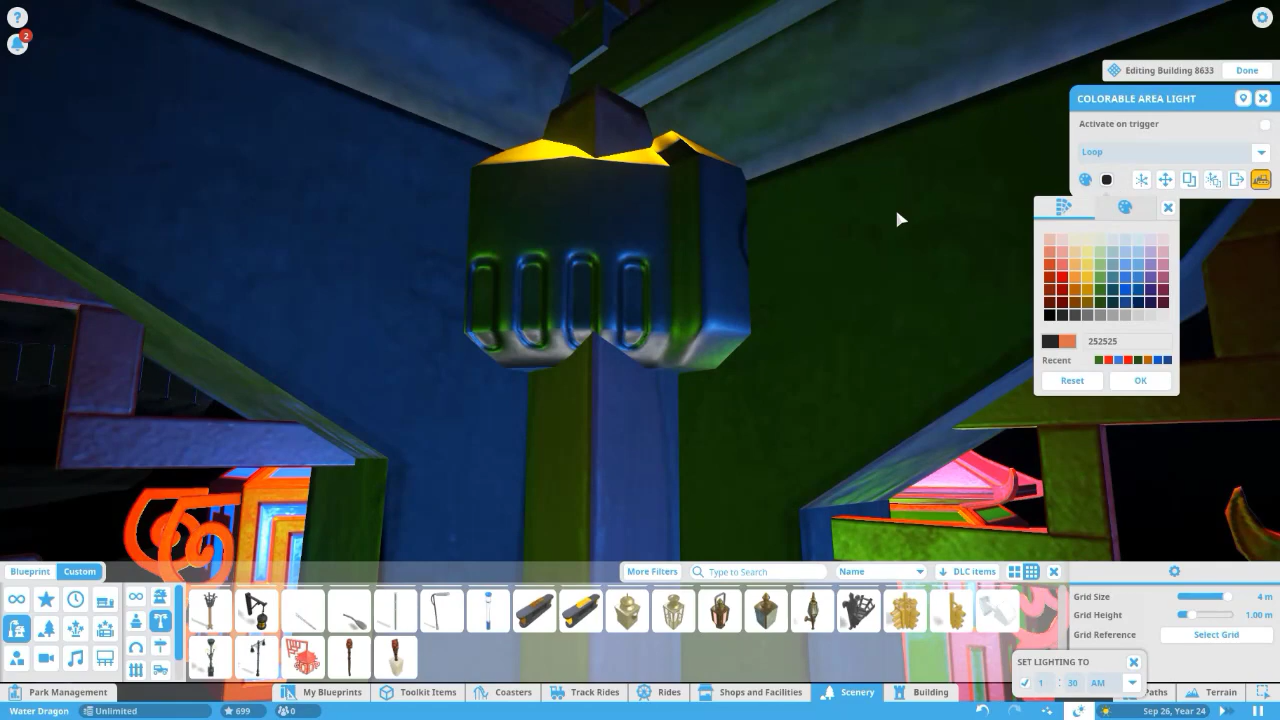 ?
2
Editing Building 8633 Done
COLORABLE AREA LIGHT
Activate on trigger
Loop
252525
Recent
Reset OK
Blueprint Custom
More Filters Type to Search Name DLC items
Grid Size 4 m
Grid Height 1.00 m
Grid Reference Select Grid
SET LIGHTING TO
1 : 30 AM
Park Management My Blueprints Toolkit Items Coasters Track Rides Rides Shops and Facilities Scenery Building Paths Terrain
Water Dragon Unlimited 699 0 Sep 26, Year 24